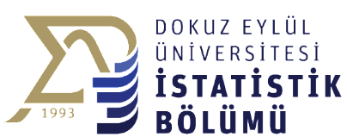 DOKUZ EYLÜL
ÜNİVERSİTESİ
İSTATİSTİK
BÖLÜMÜ
1993